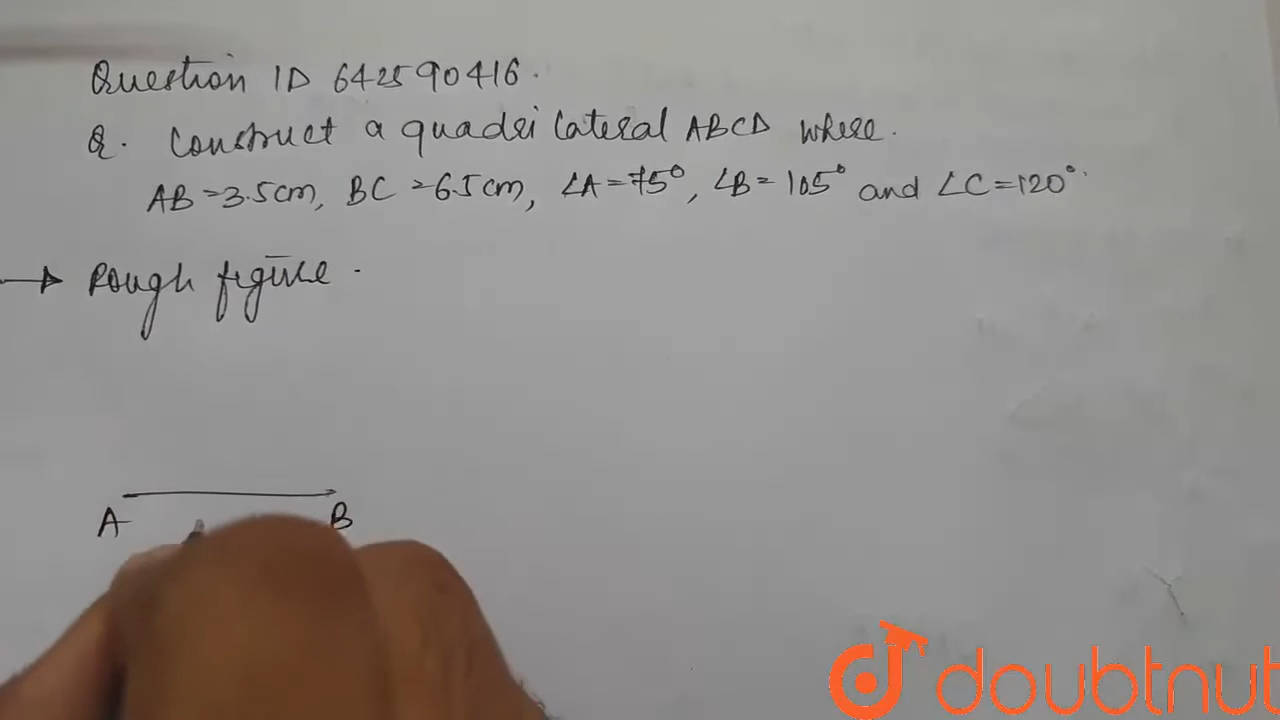 Question ID 642590416.
Q. Construct a quadrilateral ABCD where.
AB = 3.5cm, BC = 6.5cm, ∠A = 75°, ∠B = 105° and ∠C = 120°.
→ Rough figure.
A B
doubtnut